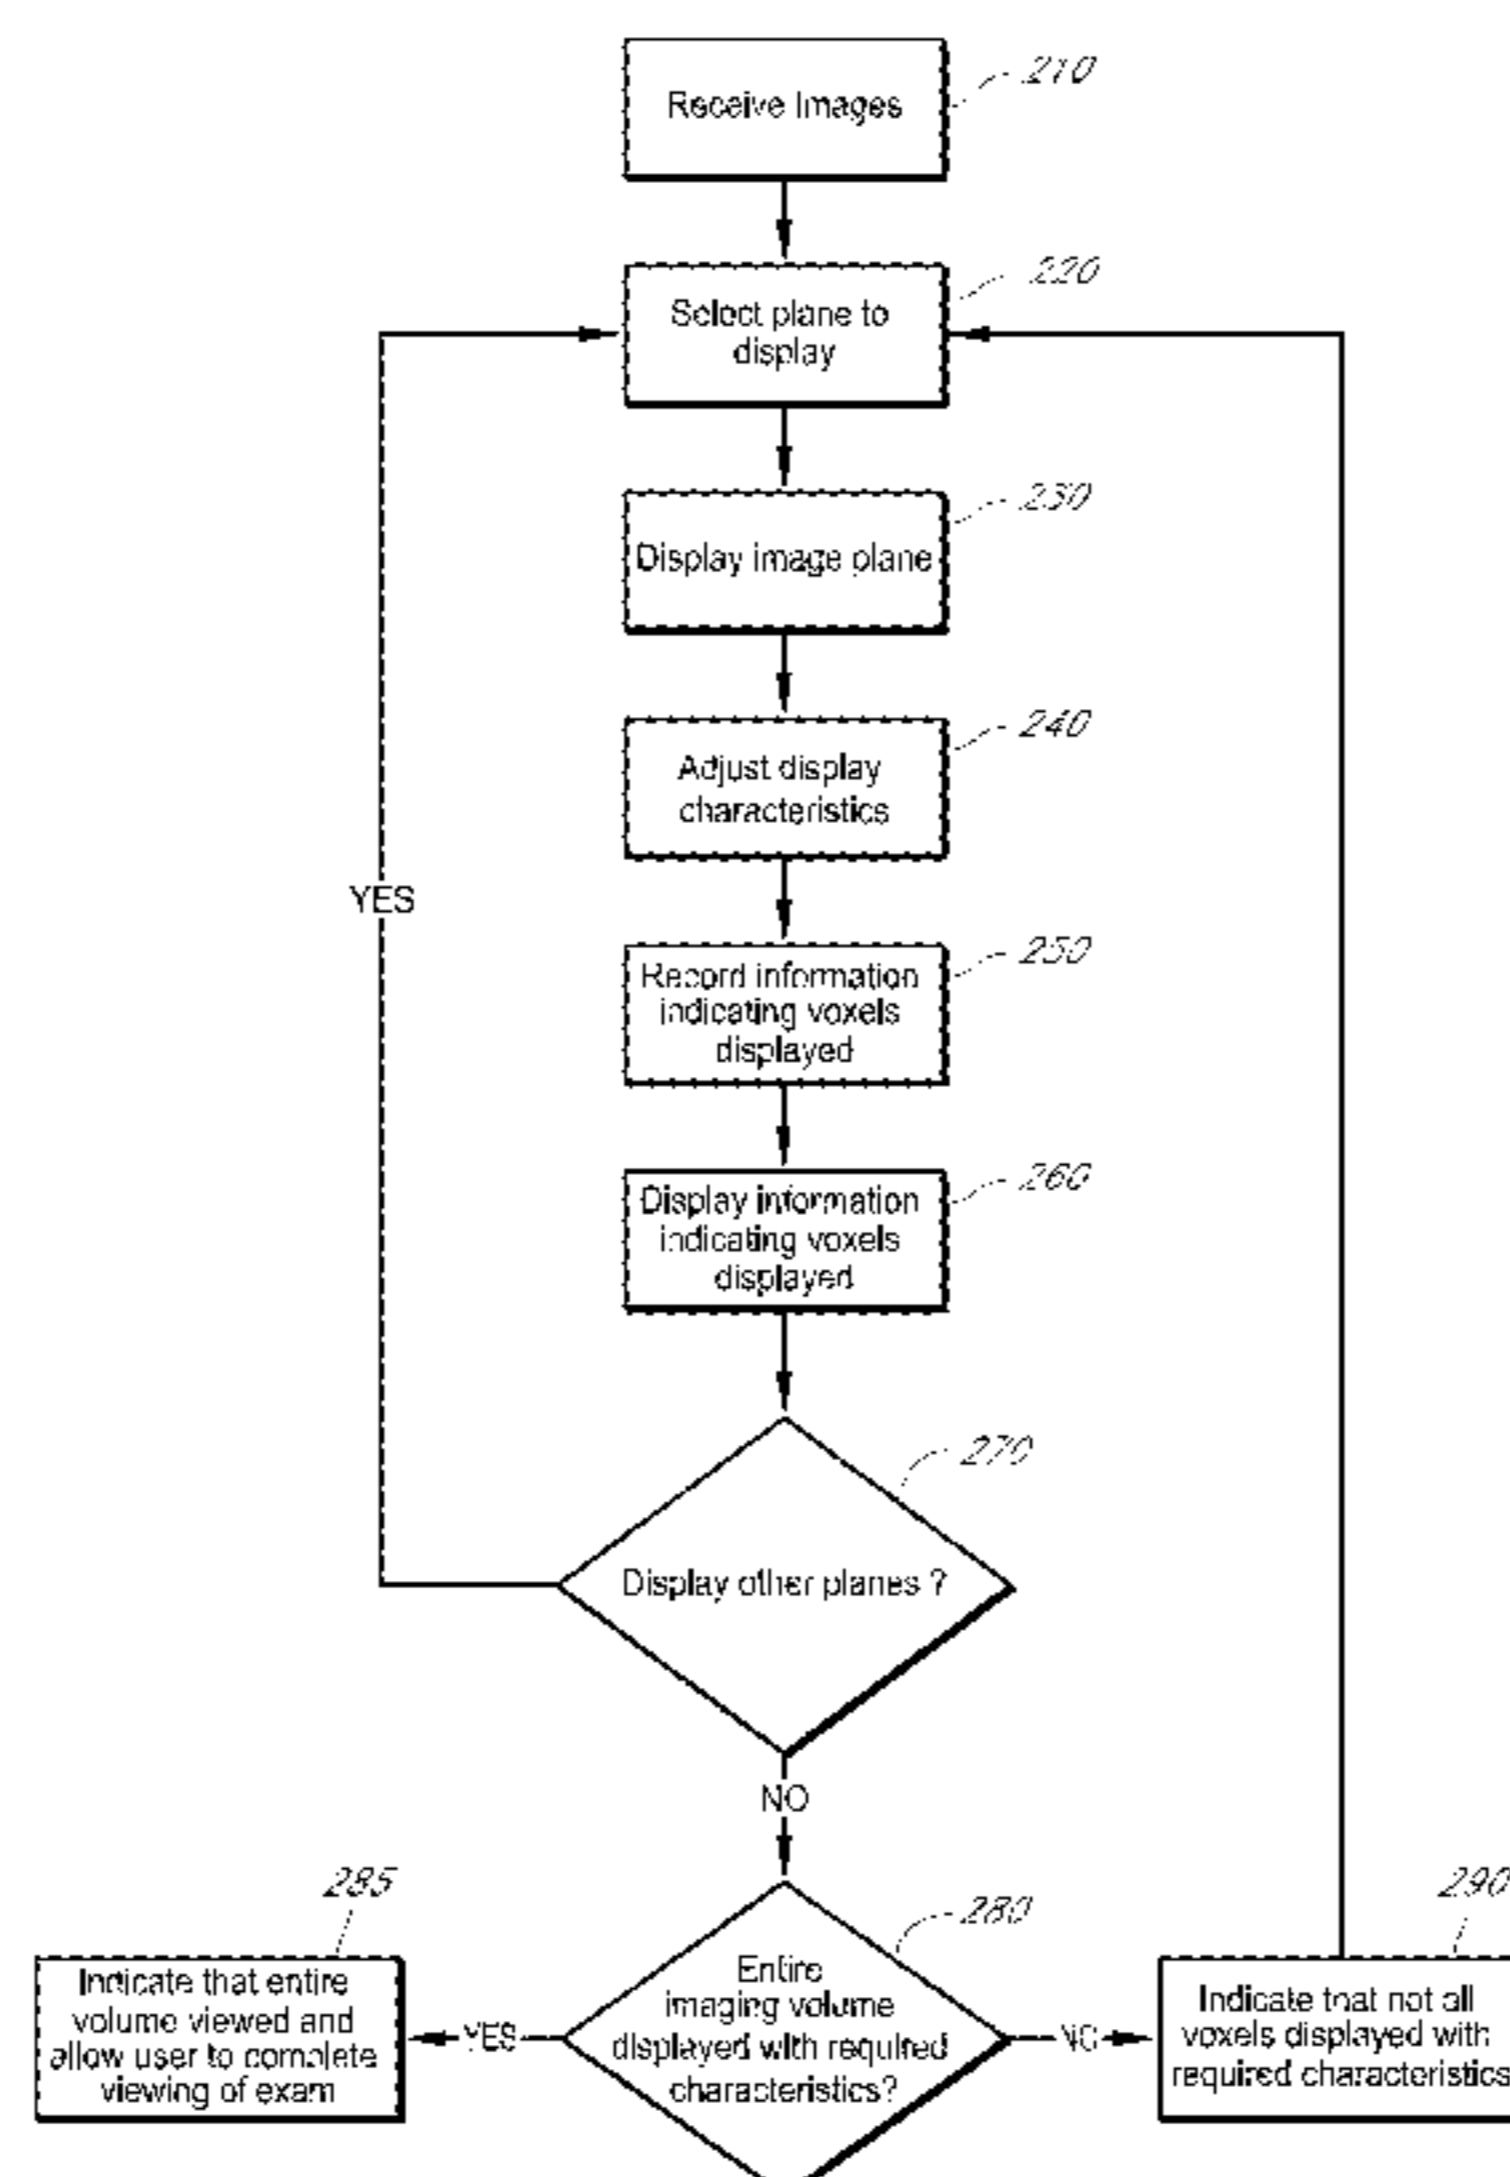 210
Receive Images
220
Select plane to
display
230
Display image plane
240
Adjust display
characteristics
YES
250
Record information
indicating voxels
displayed
260
Display information
indicating voxels
displayed
270
Display other planes ?
NO
285
280
290
Indicate that entire
volume viewed and
allow user to complete
viewing of exam
YES
Entire
imaging volume
displayed with required
characteristics?
NO
Indicate that not all
voxels displayed with
required characteristics